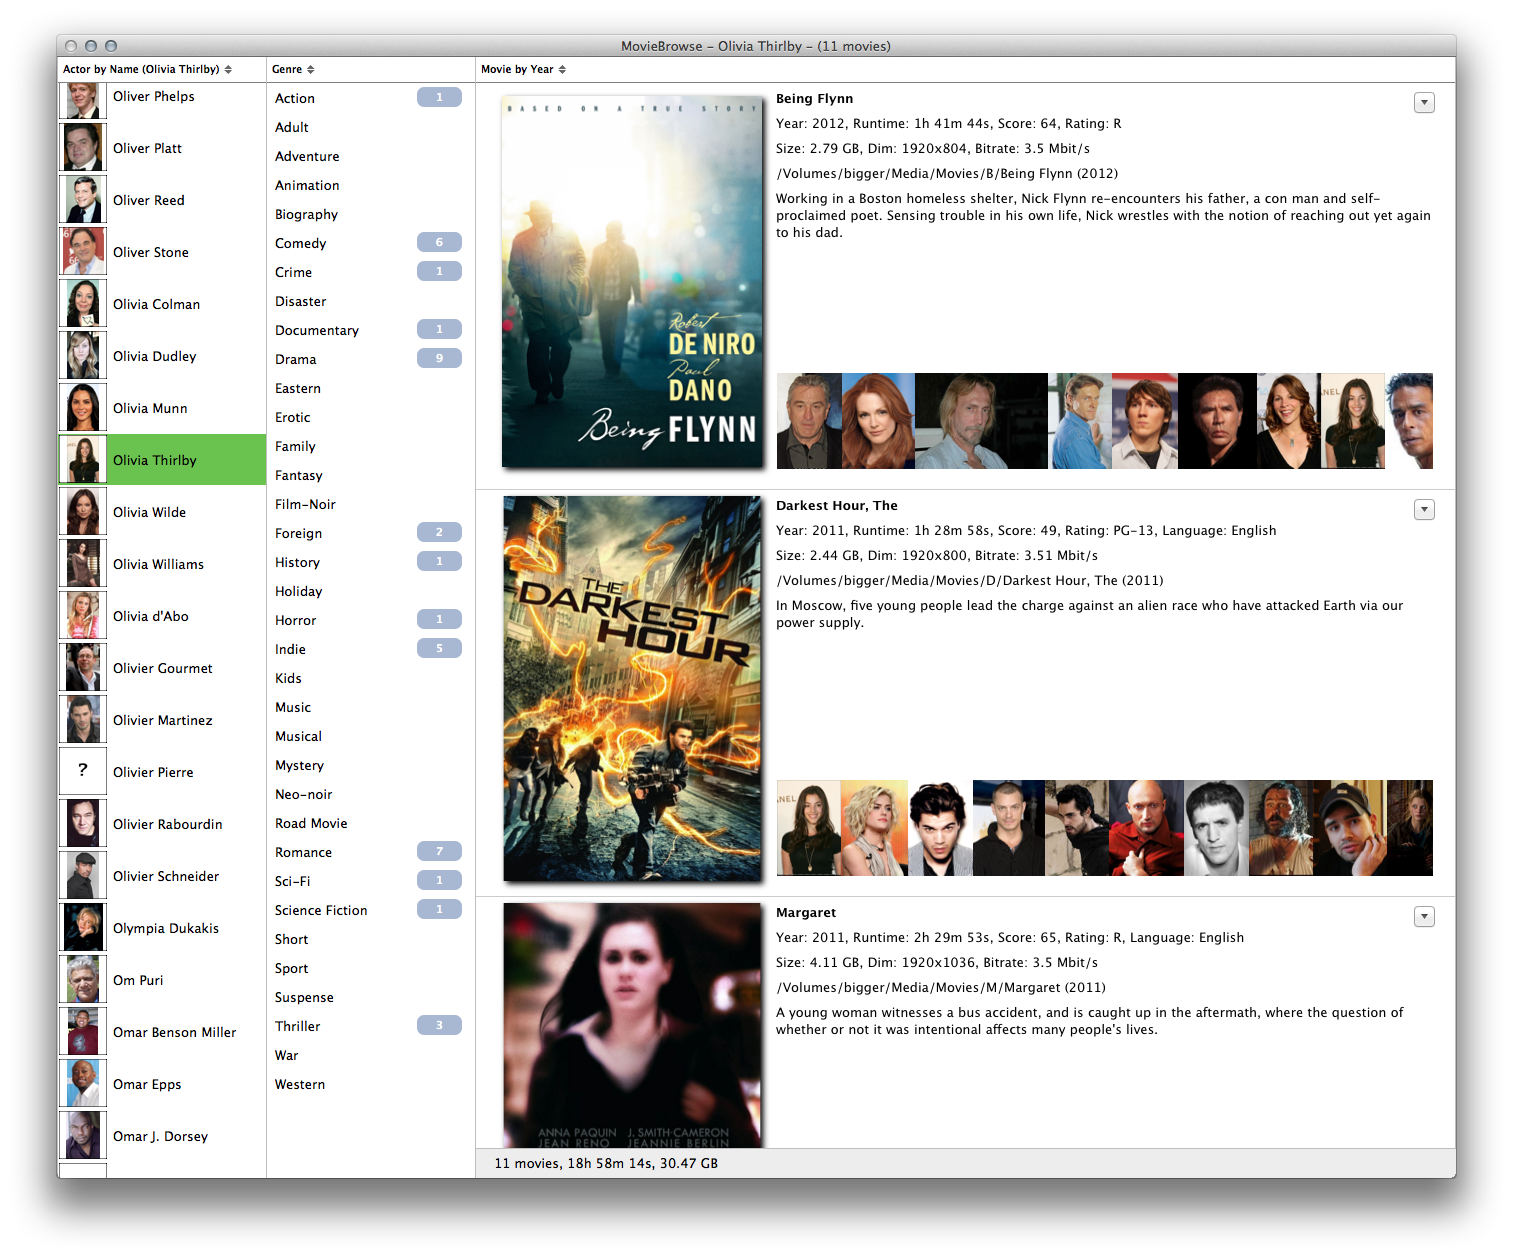 MovieBrowse – Olivia Thirlby – (11 movies)
Actor by Name (Olivia Thirlby)
Genre
Movie by Year
Oliver Phelps
Oliver Platt
Oliver Reed
Oliver Stone
Olivia Colman
Olivia Dudley
Olivia Munn
Olivia Thirlby
Olivia Wilde
Olivia Williams
Olivia d'Abo
Olivier Gourmet
Olivier Martinez
?
Olivier Pierre
Olivier Rabourdin
Olivier Schneider
Olympia Dukakis
Om Puri
Omar Benson Miller
Omar Epps
Omar J. Dorsey
Action 1
Adult
Adventure
Animation
Biography
Comedy 6
Crime 1
Disaster
Documentary 1
Drama 9
Eastern
Erotic
Family
Fantasy
Film-Noir
Foreign 2
History 1
Holiday
Horror 1
Indie 5
Kids
Music
Musical
Mystery
Neo-noir
Road Movie
Romance 7
Sci-Fi 1
Science Fiction 1
Short
Sport
Suspense
Thriller 3
War
Western
BASED ON A TRUE STORY
Robert
DE NIRO
Paul
DANO
Being FLYNN
Being Flynn
Year: 2012, Runtime: 1h 41m 44s, Score: 64, Rating: R
Size: 2.79 GB, Dim: 1920x804, Bitrate: 3.5 Mbit/s
/Volumes/bigger/Media/Movies/B/Being Flynn (2012)
Working in a Boston homeless shelter, Nick Flynn re-encounters his father, a con man and self-
proclaimed poet. Sensing trouble in his own life, Nick wrestles with the notion of reaching out yet again
to his dad.
THE
DARKEST
HOUR
Darkest Hour, The
Year: 2011, Runtime: 1h 28m 58s, Score: 49, Rating: PG-13, Language: English
Size: 2.44 GB, Dim: 1920x800, Bitrate: 3.51 Mbit/s
/Volumes/bigger/Media/Movies/D/Darkest Hour, The (2011)
In Moscow, five young people lead the charge against an alien race who have attacked Earth via our
power supply.
ANNA PAQUIN J. SMITH-CAMERON
JEAN RENO JEANNIE BERLIN
Margaret
Year: 2011, Runtime: 2h 29m 53s, Score: 65, Rating: R, Language: English
Size: 4.11 GB, Dim: 1920x1036, Bitrate: 3.5 Mbit/s
/Volumes/bigger/Media/Movies/M/Margaret (2011)
A young woman witnesses a bus accident, and is caught up in the aftermath, where the question of
whether or not it was intentional affects many people's lives.
11 movies, 18h 58m 14s, 30.47 GB